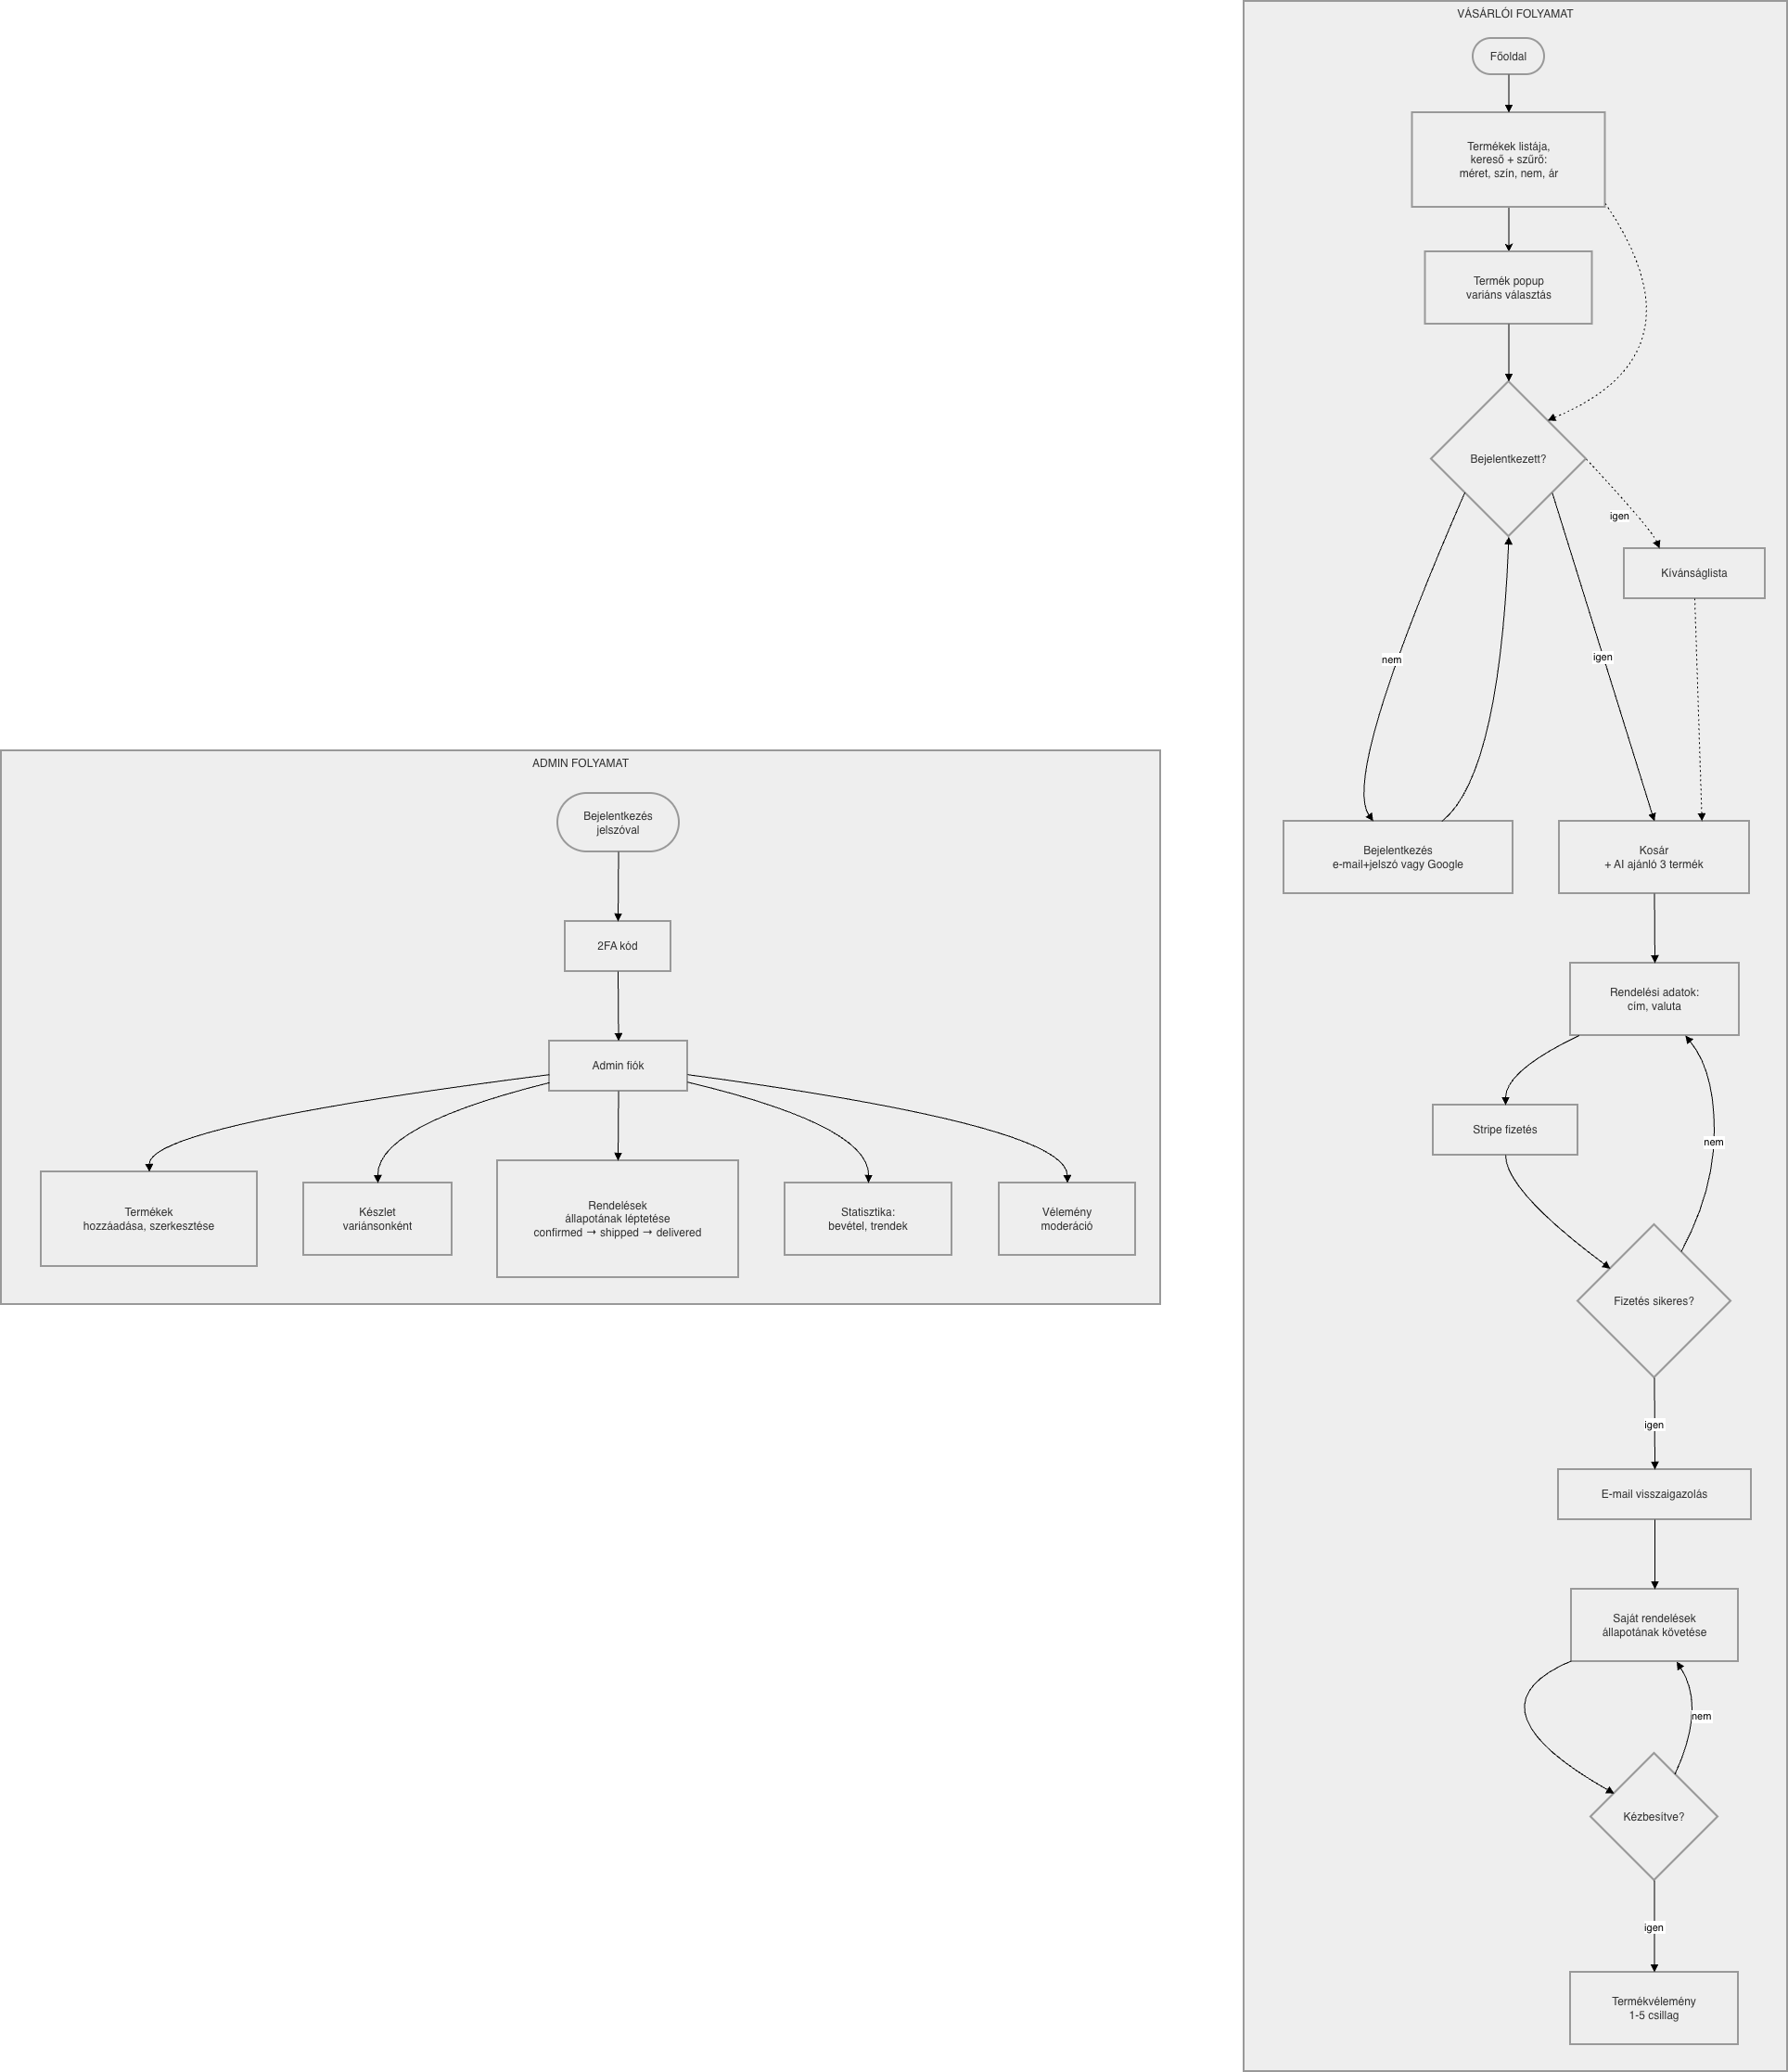 VÁSÁRLÓI FOLYAMAT
Főoldal
Termékek listája,
kereső + szűrő:
méret, szín, nem, ár
Termék popup
variáns választás
Bejelentkezett?
igen
Kívánságlista
nem
igen
Bejelentkezés
e-mail+jelszó vagy Google
Kosár
+ AI ajánló 3 termék
Rendelési adatok:
cím, valuta
Stripe fizetés
nem
Fizetés sikeres?
igen
E-mail visszaigazolás
Saját rendelések
állapotának követése
nem
Kézbesítve?
igen
Termékvélemény
1-5 csillag
ADMIN FOLYAMAT
Bejelentkezés
jelszóval
2FA kód
Admin fiók
Termékek
hozzáadása, szerkesztése
Készlet
variánsonként
Rendelések
állapotának léptetése
confirmed → shipped → delivered
Statisztika:
bevétel, trendek
Vélemény
moderáció